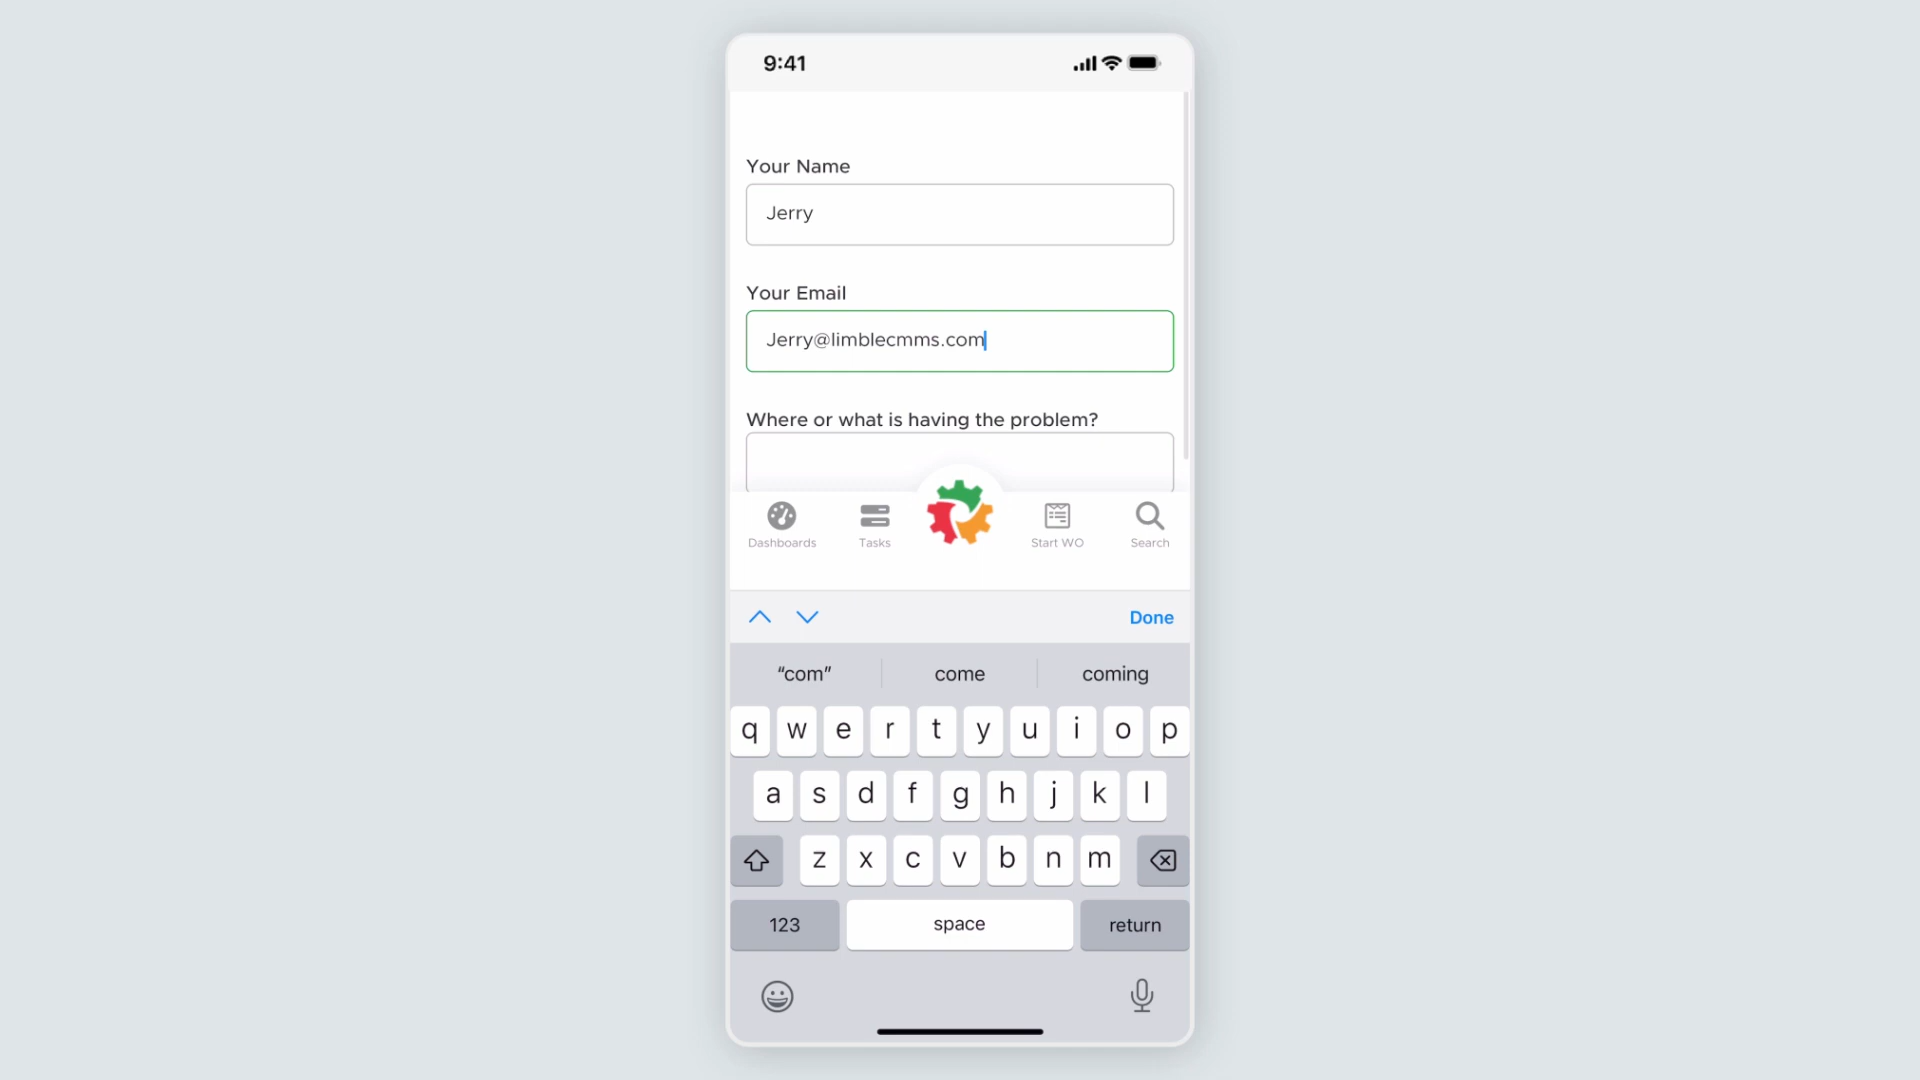 9:41
Your Name
Jerry
Your Email
Jerry@limblecmms.com
Where or what is having the problem?
Dashboards Tasks Start WO Search
Done
“com” come coming
q w e r t y u i o p
a s d f g h j k l
z x c v b n m
123 space return